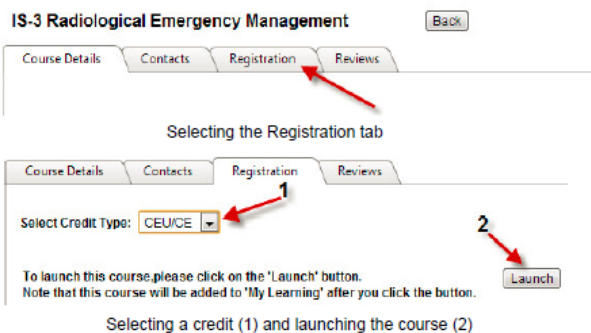 IS-3 Radiological Emergency Management Back
Course Details Contacts Registration Reviews
Selecting the Registration tab
Course Details Contacts Registration Reviews
1
Select Credit Type: CEU/CE
2
To launch this course,please click on the 'Launch' button. Launch
Note that this course will be added to 'My Learning' after you click the button.
Selecting a credit (1) and launching the course (2)